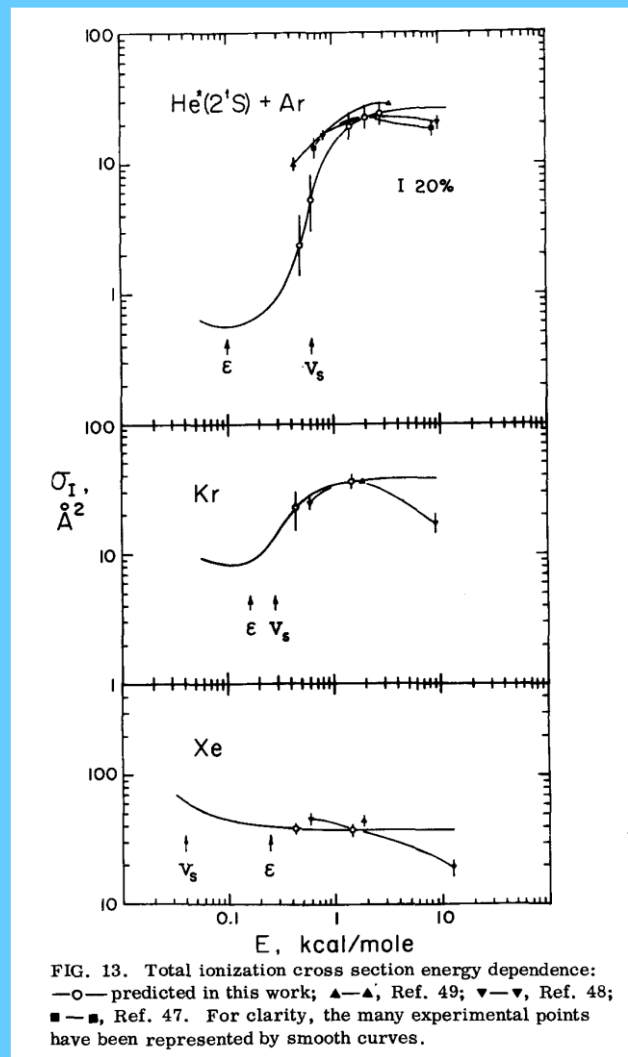 100
He*(2¹S) + Ar
10
I 20%
1
ε
Vs
100
σI,
Å²
Kr
10
ε Vs
1
Xe
100
Vs
ε
10
0.1
1
10
E, kcal/mole
FIG. 13. Total ionization cross section energy dependence:
—o— predicted in this work; ▲—▲, Ref. 49; ▼—▼, Ref. 48;
■—■, Ref. 47. For clarity, the many experimental points
have been represented by smooth curves.